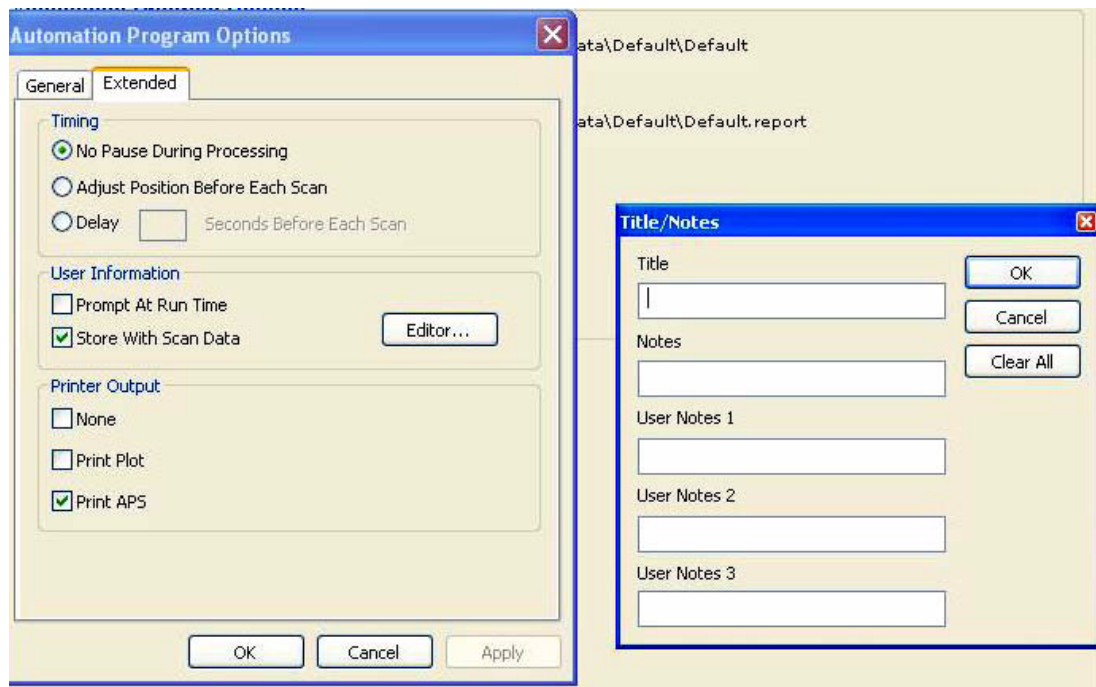 Automation Program Options
General
Extended
Timing
No Pause During Processing
Adjust Position Before Each Scan
Delay Seconds Before Each Scan
User Information
Prompt At Run Time
Store With Scan Data
Editor...
Printer Output
None
Print Plot
Print APS
OK
Cancel
Apply
ata\Default\Default
ata\Default\Default.report
Title/Notes
Title
OK
Cancel
Notes
Clear All
User Notes 1
User Notes 2
User Notes 3